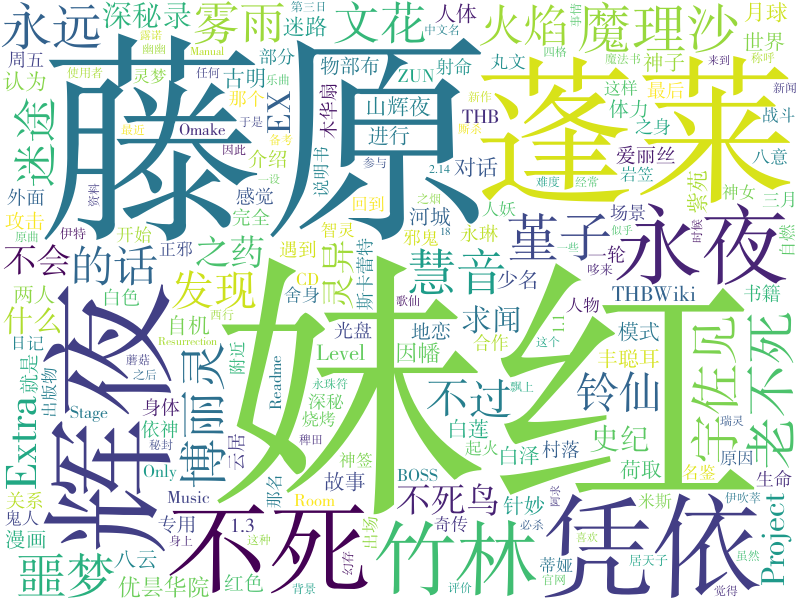 永远
深秘录
雾雨
迷路
文花
第三日
人体
火焰
魔理沙
月球
世界
露诺
Manual
中文名
四格
事情
来到
幽幽
部分
物部布
ZUN
射命
丸文
神子
魔法书
称呼
周五
认为
使用者
任何
乐曲
灵梦
古明
那个
EX
木华扇
山辉夜
THB
这样
最后
新闻
迷途
最近
Omake
于是
进行
厮杀
新作
体力
之身
战斗
藤原
蓬莱
因此
备考
介绍
说明书
参与
2.14
对话
爱丽丝
八意
外面
资料
一设
感觉
回到
难度
经常
岩笠
紫苑
神女
三月
攻击
完全
河城
之烟
人妖
自燃
原曲
伊特
开始
智灵
邪鬼
永琳
18
场景
似乎
时候
不会
的话
正邪
之药
遇到
灵异
斯卡蕾特
慧音
堇子
一轮
哆来
永夜
两人
白色
发现
CD
舍身
歌仙
少名
一些
THBWiki
书籍
什么
自机
西行
光盘
地恋
求闻
人物
这个
1.1
日记
蘑菇
Resurrection
附近
合作
模式
丰聪耳
就是
之后
博丽灵
Level
因幡
铃仙
宇佐见
老不死
出版物
永珠符
飘上
辉夜
妹红
不过
Extra
Stage
身体
Readme
深秘
白莲
史纪
瑞灵
依神
秘封
云居
烧烤
稗田
起火
白泽
村落
原因
Only
神签
BOSS
荷取
名鉴
生命
关系
那名
Music
故事
Room
不死鸟
针妙
米斯
伊吹萃
鬼人
专用
1.3
不死
奇传
阿求
必杀
凭依
Project
漫画
身上
这种
幻存
出场
竹林
蒂娅
喜欢
居天子
虽然
噩梦
八云
优昙华院
红色
背景
评价
官网
觉得